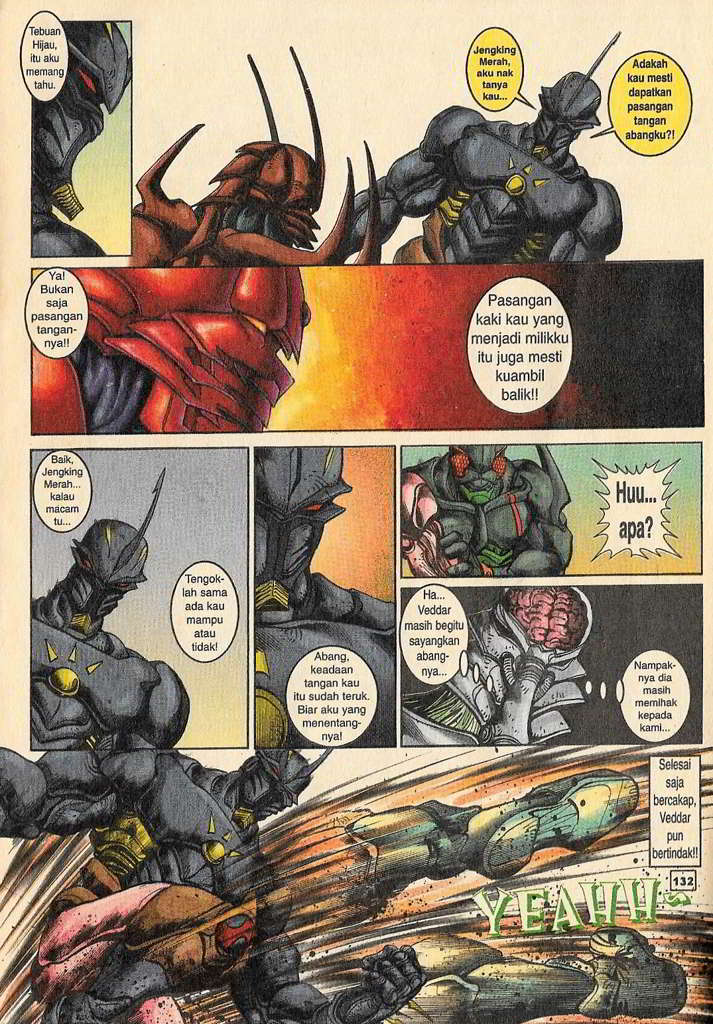 Tebuan
Hijau,
itu aku
memang
tahu.
Jengking
Merah,
aku nak
tanya
kau...
Adakah
kau mesti
dapatkan
pasangan
tangan
abangku?!
Ya!
Bukan
saja
pasangan
tangan-
nya!!
Pasangan
kaki kau yang
menjadi milikku
itu juga mesti
kuambil
balik!!
Baik,
Jengking
Merah...
kalau
macam
tu...
Tengok-
lah sama
ada kau
mampu
atau
tidak!
Abang,
keadaan
tangan kau
itu sudah teruk.
Biar aku yang
menentang-
nya!
Huu...
apa?
Ha...
Veddar
masih begitu
sayangkan
abang-
nya...
Nampak-
nya dia
masih
memihak
kepada
kami...
Selesai
saja
bercakap,
Veddar
pun
bertindak!!
132
YEAHHS